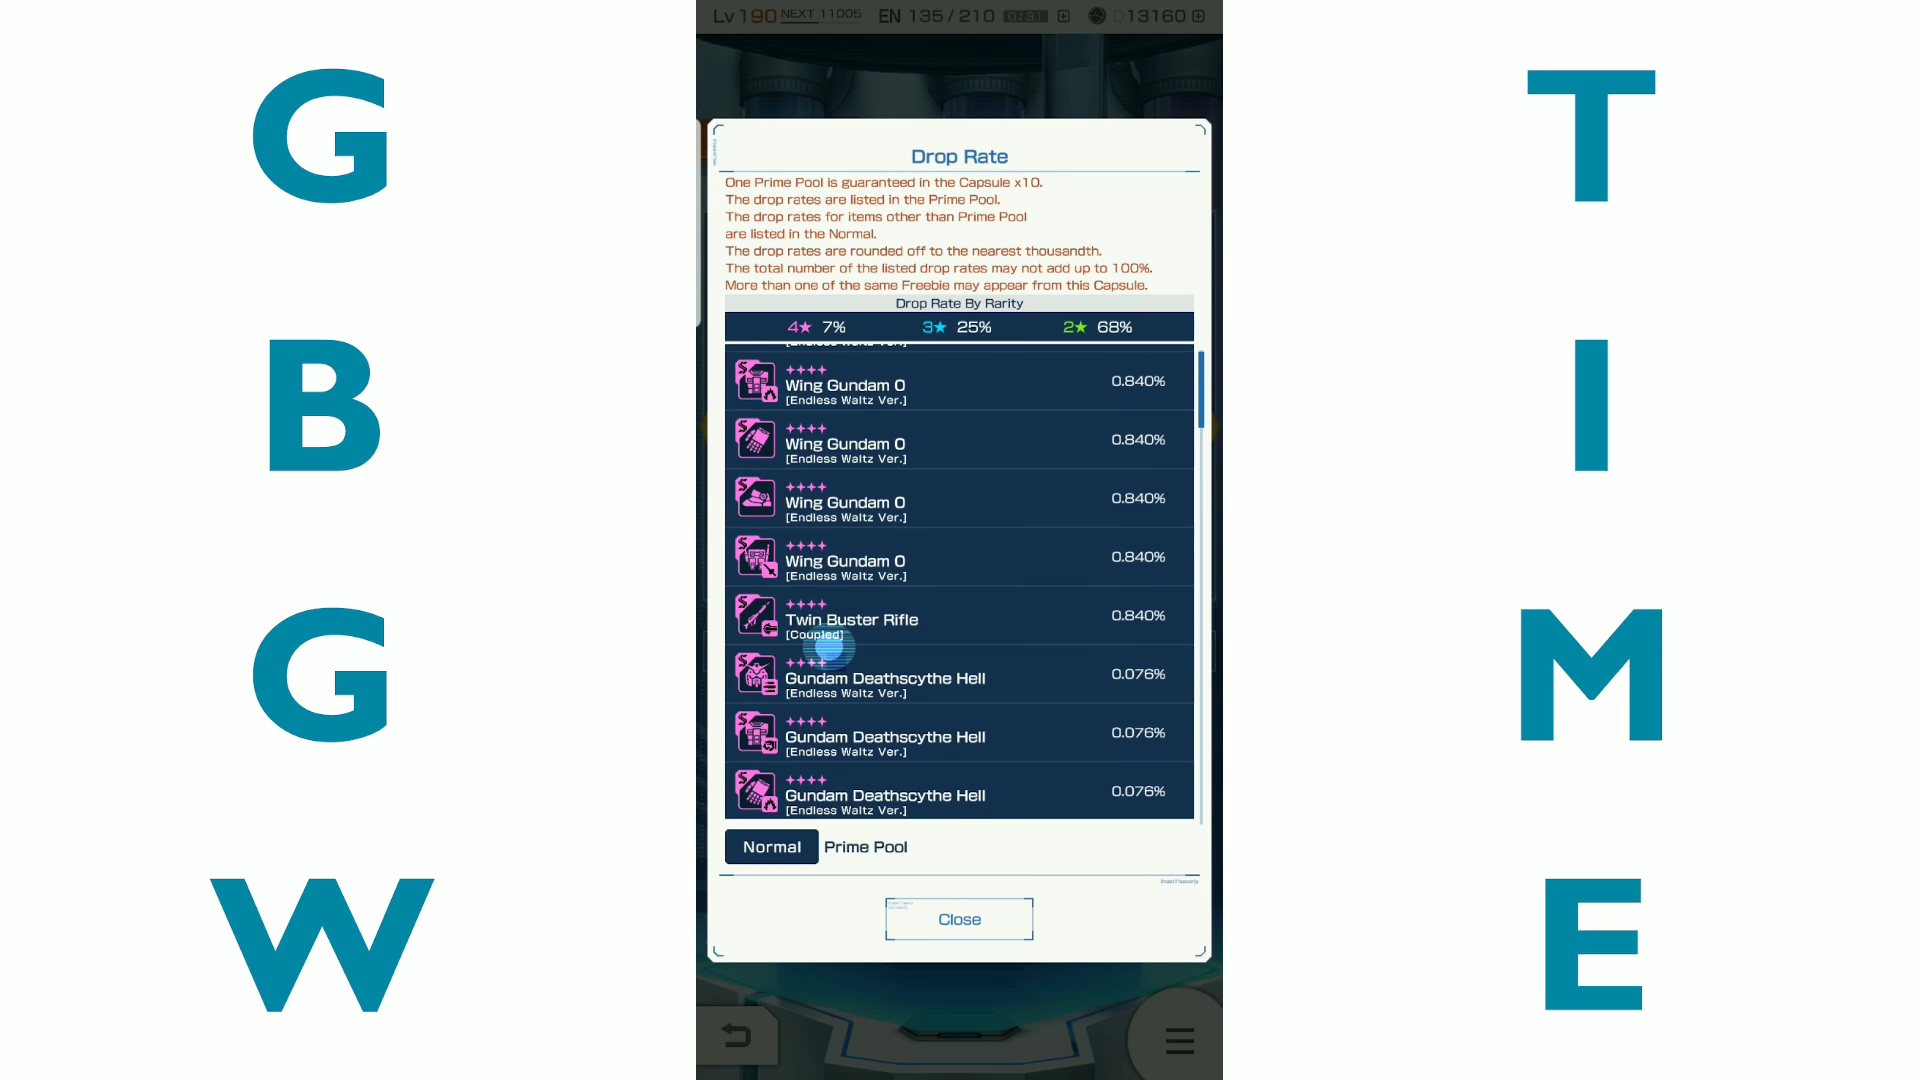 G
B
G
W
Lv 190 NEXT 11005 EN 135/210 0:31 13160
Drop Rate
One Prime Pool is guaranteed in the Capsule x10.
The drop rates are listed in the Prime Pool.
The drop rates for items other than Prime Pool
are listed in the Normal.
The drop rates are rounded off to the nearest thousandth.
The total number of the listed drop rates may not add up to 100%.
More than one of the same Freebie may appear from this Capsule.
Drop Rate By Rarity
4★ 7% 3★ 25% 2★ 68%
[Endless Waltz Ver.]
Wing Gundam 0 0.840%
[Endless Waltz Ver.]
Wing Gundam 0 0.840%
[Endless Waltz Ver.]
Wing Gundam 0 0.840%
[Endless Waltz Ver.]
Wing Gundam 0 0.840%
[Endless Waltz Ver.]
Twin Buster Rifle 0.840%
[Coupled]
Gundam Deathscythe Hell 0.076%
[Endless Waltz Ver.]
Gundam Deathscythe Hell 0.076%
[Endless Waltz Ver.]
Gundam Deathscythe Hell 0.076%
[Endless Waltz Ver.]
Normal Prime Pool
Close
T
I
M
E